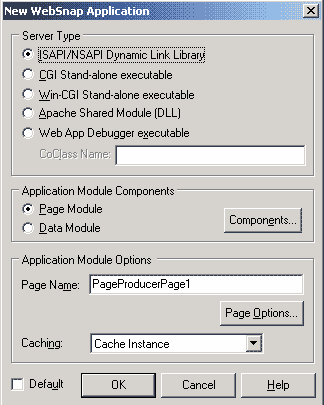 New WebSnap Application
Server Type
ISAPI/NSAPI Dynamic Link Library
CGI Stand-alone executable
Win-CGI Stand-alone executable
Apache Shared Module (DLL)
Web App Debugger executable
CoClass Name:
Application Module Components
Page Module
Data Module
Components...
Application Module Options
Page Name: PageProducerPage1
Page Options...
Caching: Cache Instance
Default OK Cancel Help